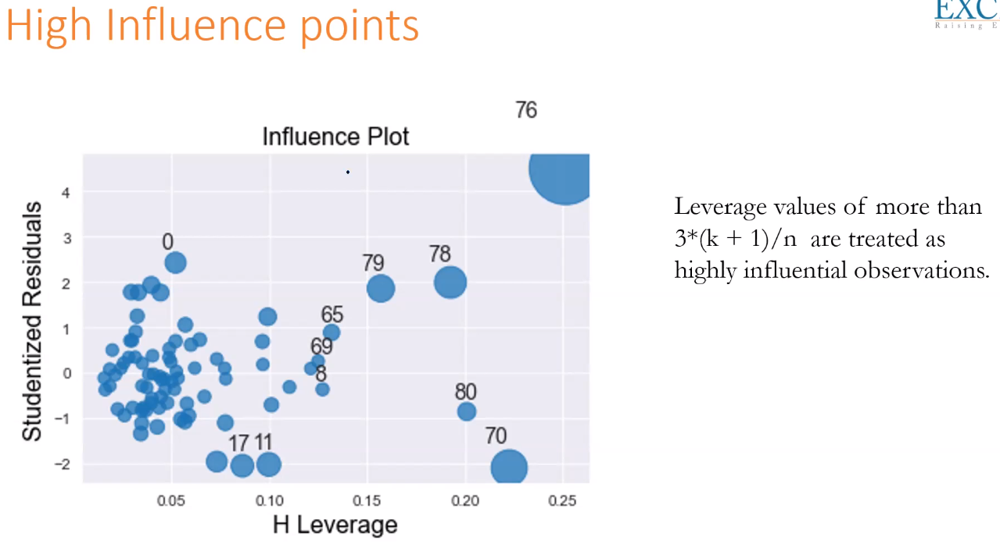 High Influence points
EXC
Raising E
76
Influence Plot
Studentized Residuals
4
3
2
1
0
−1
−2
0
79
78
65
69
8
80
70
17 11
0.05 0.10 0.15 0.20 0.25
H Leverage
Leverage values of more than
3*(k + 1)/n are treated as
highly influential observations.